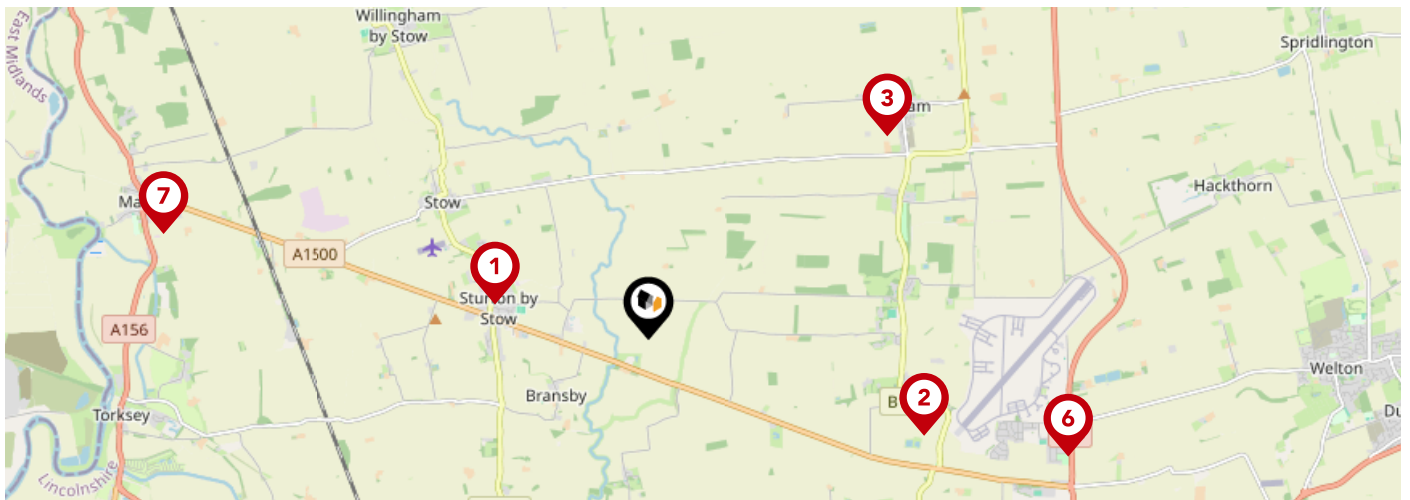 Willingham
by Stow
East Midlands
Spridlington
3
Hackthorn
7
Stow
A1500
1
Sturton by
Stow
A156
Welton
Bransby
2
6
Torksey
Lincolnshire